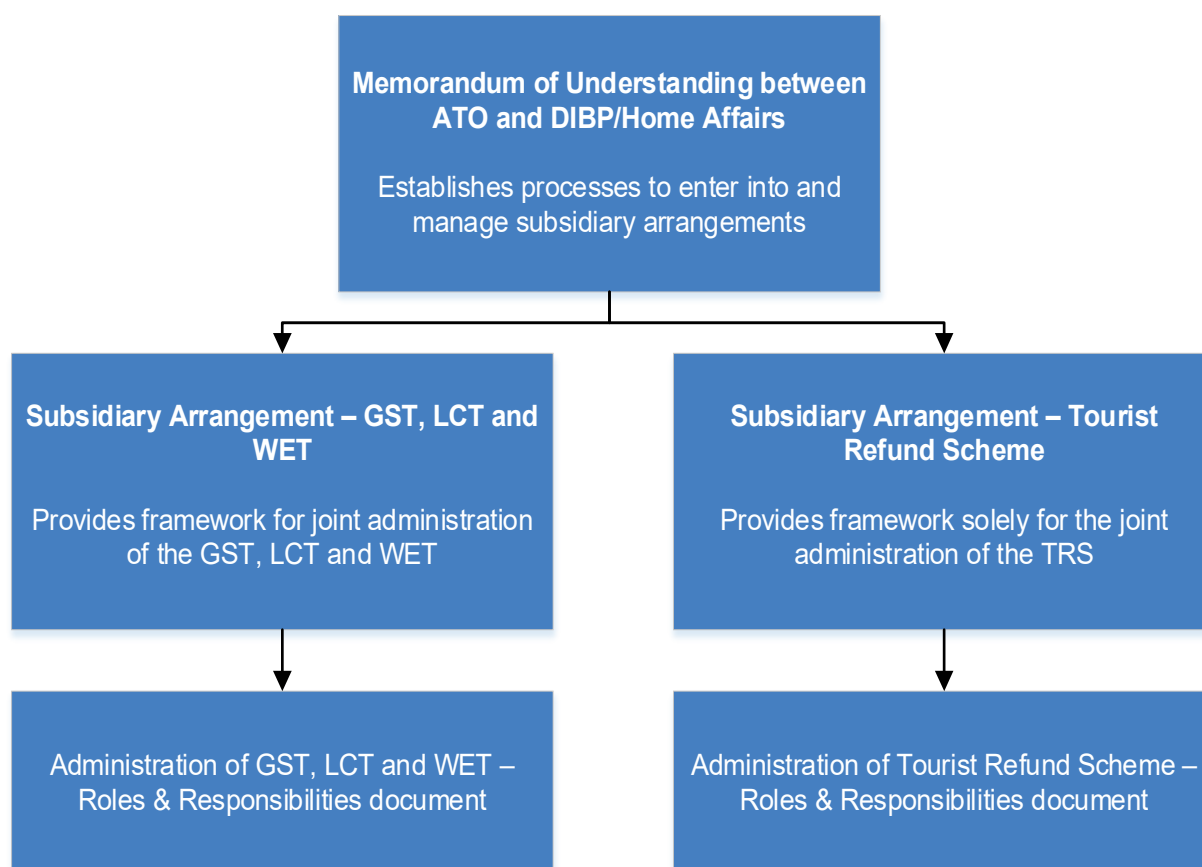 Memorandum of Understanding between
ATO and DIBP/Home Affairs
Establishes processes to enter into and
manage subsidiary arrangements
Subsidiary Arrangement – GST, LCT and
WET
Provides framework for joint administration
of the GST, LCT and WET
Subsidiary Arrangement – Tourist
Refund Scheme
Provides framework solely for the joint
administration of the TRS
Administration of GST, LCT and WET –
Roles & Responsibilities document
Administration of Tourist Refund Scheme –
Roles & Responsibilities document